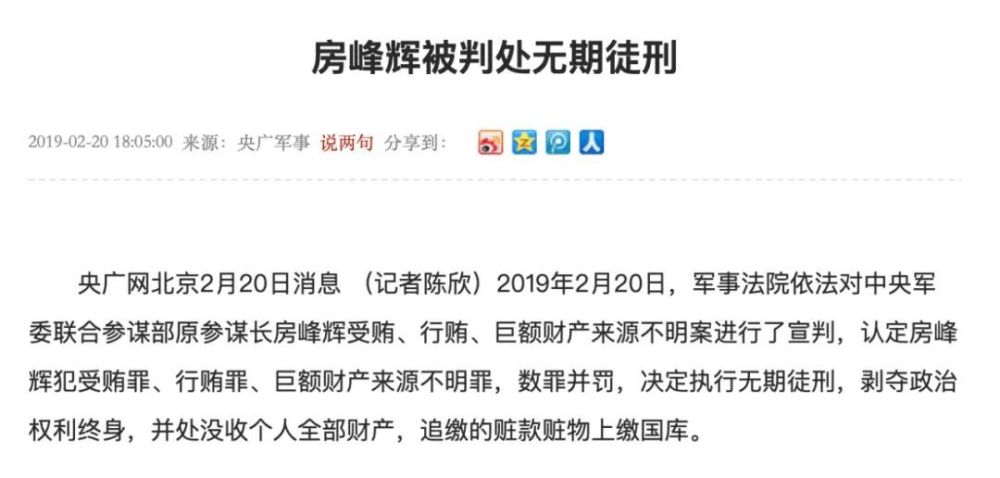 房峰辉被判处无期徒刑
2019-02-20 18:05:00 来源：央广军事 说两句 分享到：
央广网北京2月20日消息 （记者陈欣）2019年2月20日，军事法院依法对中央军
委联合参谋部原参谋长房峰辉受贿、行贿、巨额财产来源不明案进行了宣判，认定房峰
辉犯受贿罪、行贿罪、巨额财产来源不明罪，数罪并罚，决定执行无期徒刑，剥夺政治
权利终身，并处没收个人全部财产，追缴的赃款赃物上缴国库。